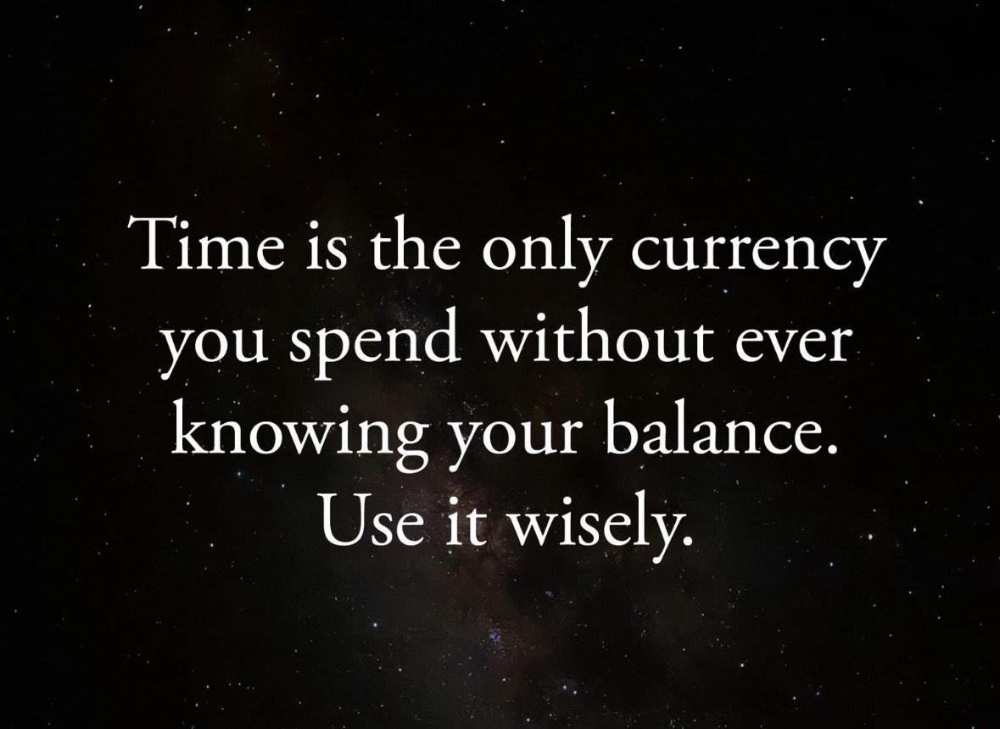 Time is the only currency
you spend without ever
knowing your balance.
Use it wisely.